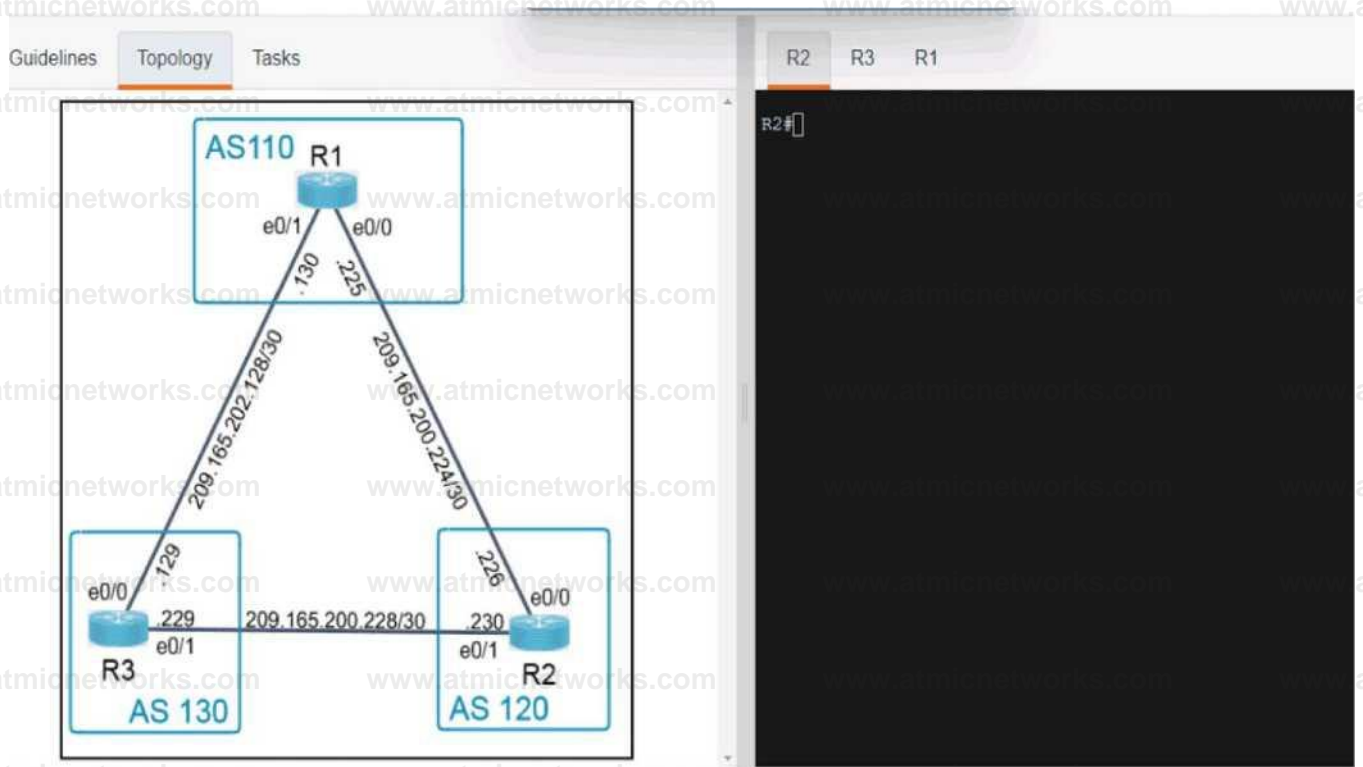 www.atmicnetworks.com
Guidelines Topology Tasks
R2 R3 R1
AS110
R1
e0/1
e0/0
.130
.225
209.165.202.128/30
209.165.200.224/30
.129
.226
e0/0
e0/0
.229
209.165.200.228/30
.230
e0/1
e0/1
R3
R2
AS 130
AS 120
R2#